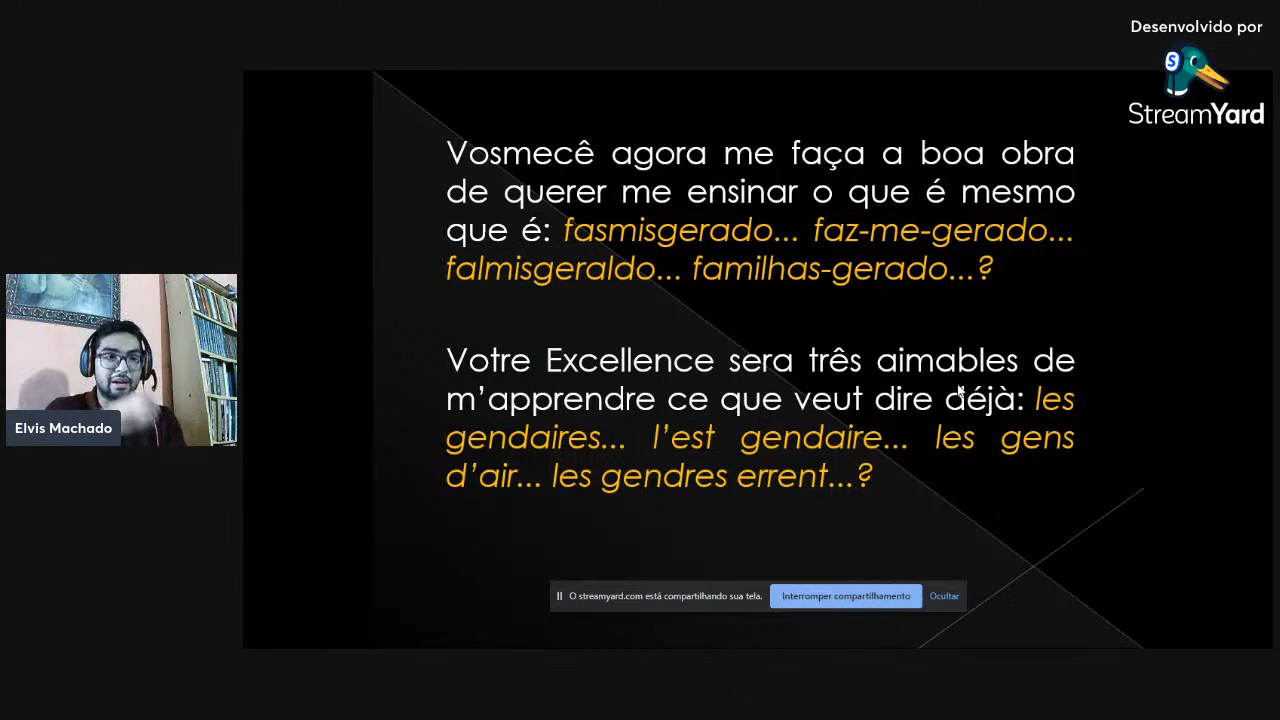 Desenvolvido por
StreamYard
Vosmecê agora me faça a boa obra
de querer me ensinar o que é mesmo
que é: fasmisgerado... faz-me-gerado...
falmisgeraldo... familhas-gerado...?
Votre Excellence sera três aimables de
m’apprendre ce que veut dire déjà: les
gendaires... l’est gendaire... les gens
d’air... les gendres errent...?
Elvis Machado
O streamyard.com está compartilhando sua tela.
Interromper compartilhamento
Ocultar